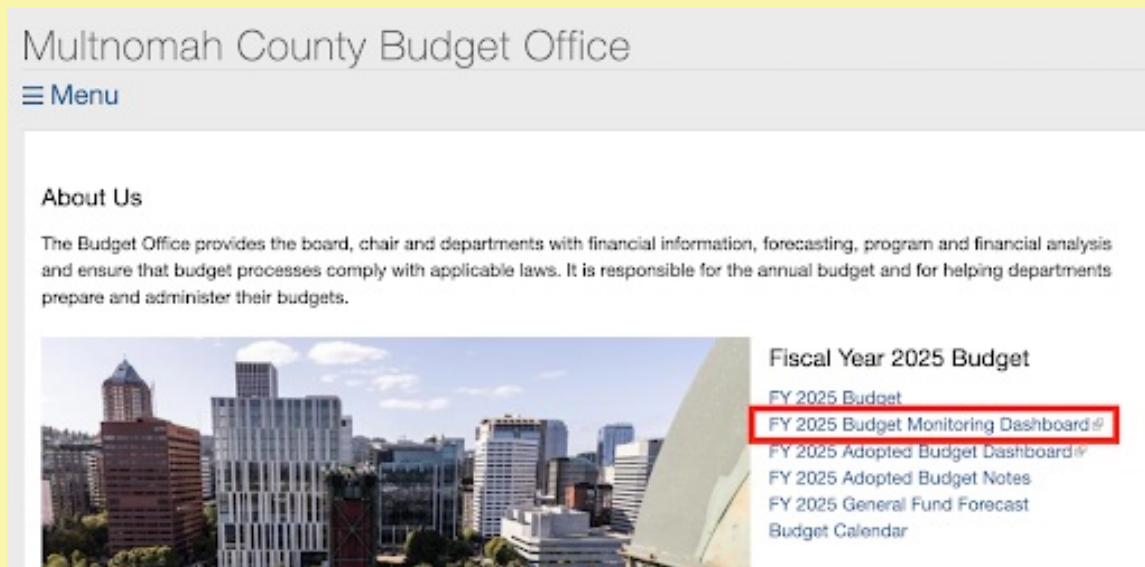 Multnomah County Budget Office
☰ Menu
About Us
The Budget Office provides the board, chair and departments with financial information, forecasting, program and financial analysis
and ensure that budget processes comply with applicable laws. It is responsible for the annual budget and for helping departments
prepare and administer their budgets.
Fiscal Year 2025 Budget
FY 2025 Budget
FY 2025 Budget Monitoring Dashboard
FY 2025 Adopted Budget Dashboard
FY 2025 Adopted Budget Notes
FY 2025 General Fund Forecast
Budget Calendar